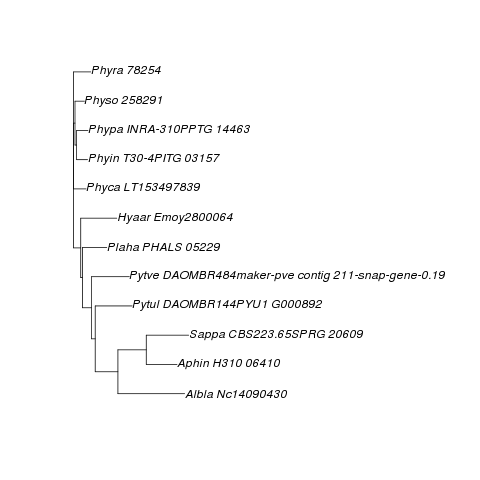 Phyra 78254
Physo 258291
Phypa INRA-310PPTG 14463
Phyin T30-4PITG 03157
Phyca LT153497839
Hyaar Emoy2800064
Plaha PHALS 05229
Pytve DAOMBR484maker-pve contig 211-snap-gene-0.19
Pytul DAOMBR144PYU1 G000892
Sappa CBS223.65SPRG 20609
Aphin H310 06410
Albla Nc14090430